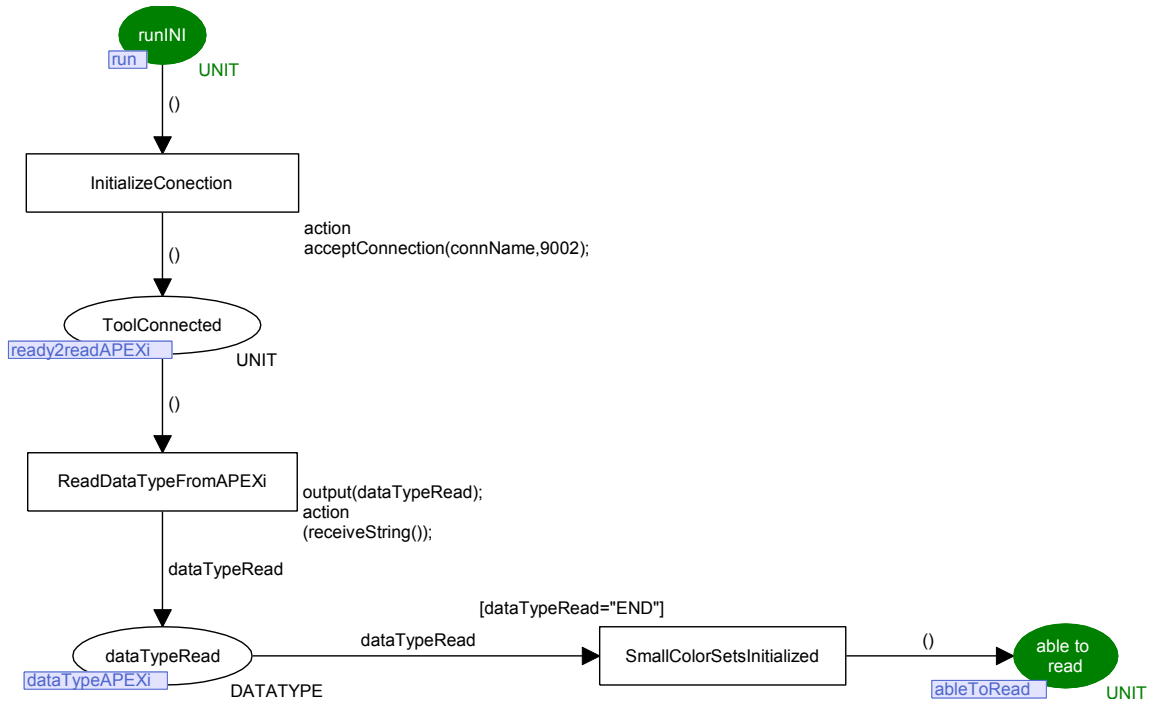 runINI
run
UNIT
()
InitializeConection
action
acceptConnection(connName,9002);
()
ToolConnected
ready2readAPEXi
UNIT
()
ReadDataTypeFromAPEXi
output(dataTypeRead);
action
(receiveString());
dataTypeRead
[dataTypeRead="END"]
dataTypeRead
dataTypeRead
SmallColorSetsInitialized
()
able to
read
dataTypeAPEXi
DATATYPE
ableToRead
UNIT